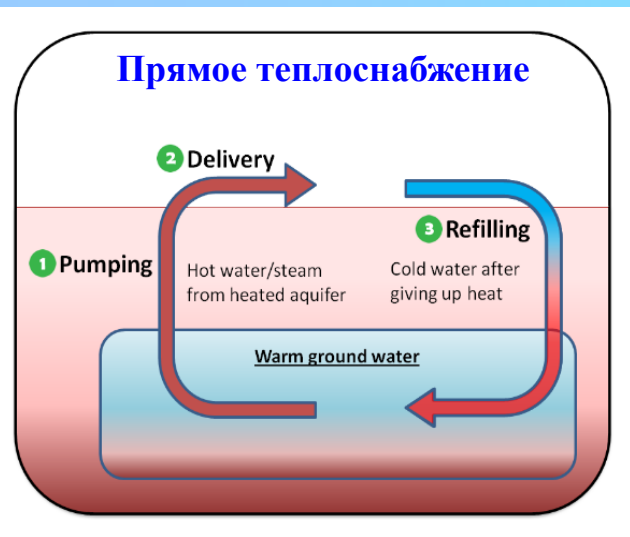 Прямое теплоснабжение
2 Delivery
3 Refilling
1 Pumping
Hot water/steam
from heated aquifer
Cold water after
giving up heat
Warm ground water